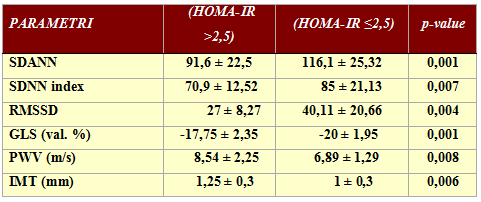 PARAMETRI (HOMA-IR >2,5) (HOMA-IR ≤2,5) p-value
SDANN 91,6 ± 22,5 116,1 ± 25,32 0,001
SDNN index 70,9 ± 12,52 85 ± 21,13 0,007
RMSSD 27 ± 8,27 40,11 ± 20,66 0,004
GLS (val. %) -17,75 ± 2,35 -20 ± 1,95 0,001
PWV (m/s) 8,54 ± 2,25 6,89 ± 1,29 0,008
IMT (mm) 1,25 ± 0,3 1 ± 0,3 0,006